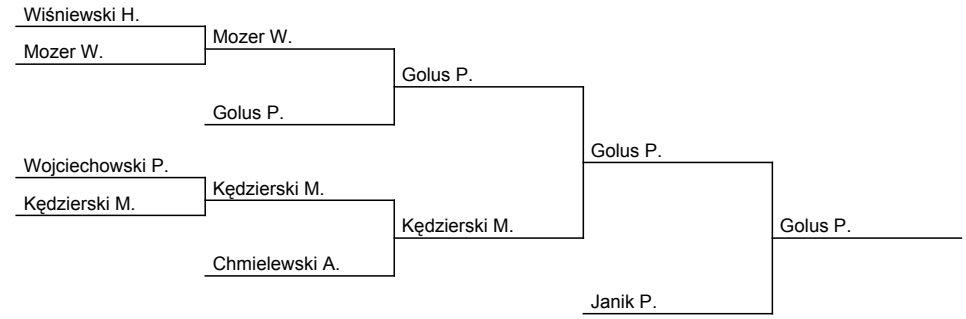 Wiśniewski H.
Mozer W.
Mozer W.
Golus P.
Golus P.
Wojciechowski P.
Kędzierski M.
Kędzierski M.
Chmielewski A.
Kędzierski M.
Golus P.
Janik P.
Golus P.